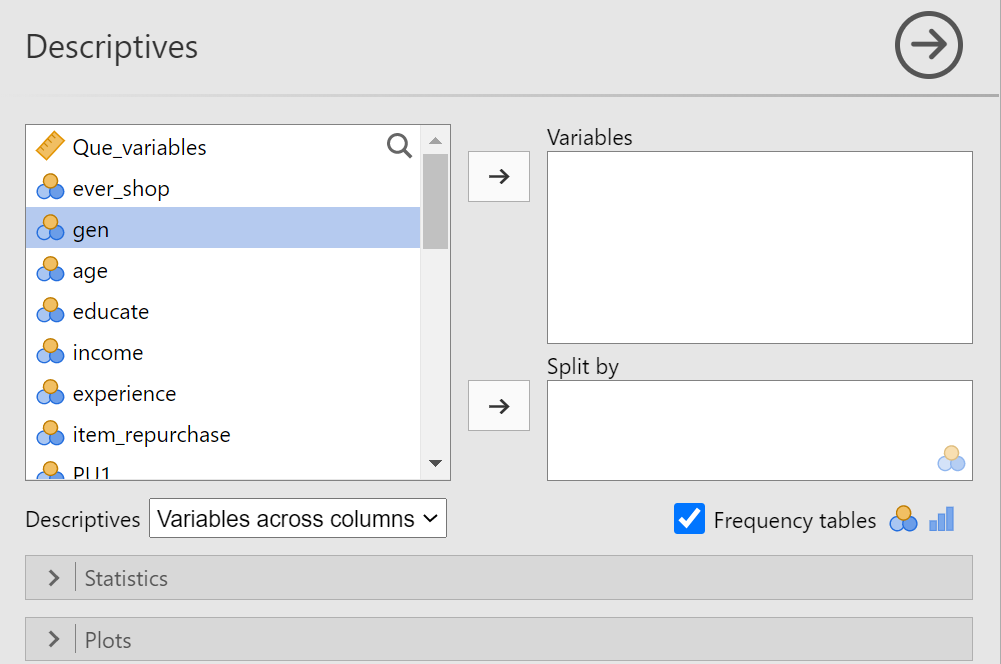 Descriptives
Que_variables
ever_shop
gen
age
educate
income
experience
item_repurchase
PU1
Variables
Split by
Descriptives Variables across columns
Frequency tables
Statistics
Plots